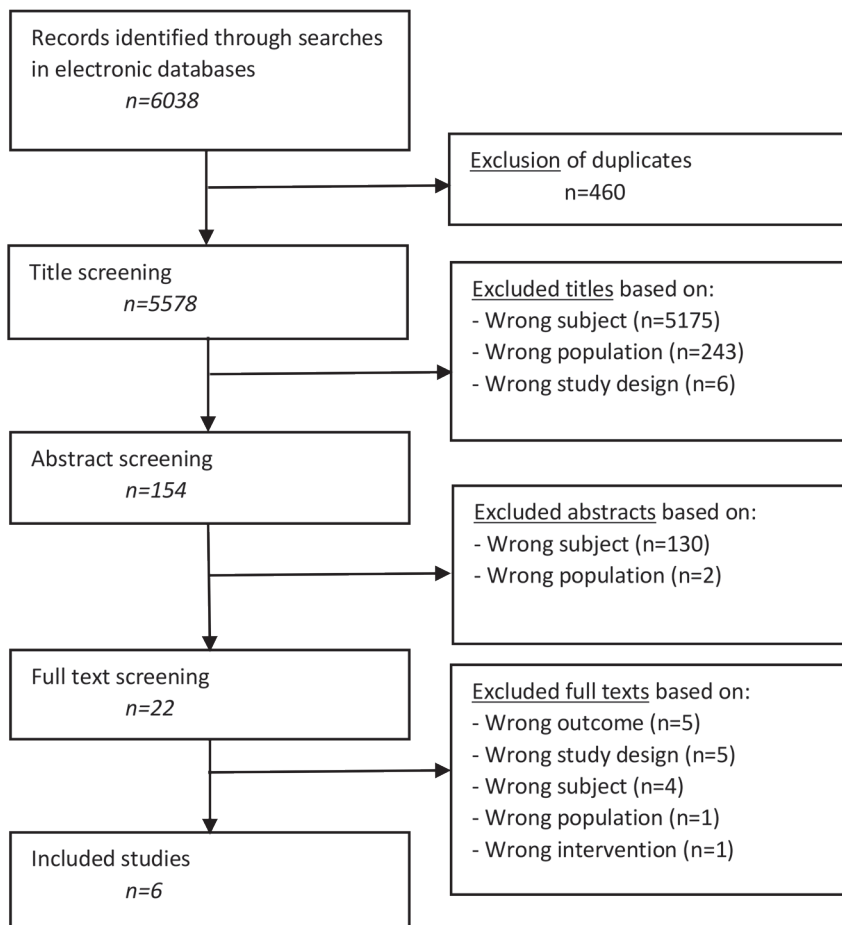 Records identified through searches
in electronic databases
n=6038
Exclusion of duplicates
n=460
Title screening
n=5578
Excluded titles based on:
- Wrong subject (n=5175)
- Wrong population (n=243)
- Wrong study design (n=6)
Abstract screening
n=154
Excluded abstracts based on:
- Wrong subject (n=130)
- Wrong population (n=2)
Full text screening
n=22
Excluded full texts based on:
- Wrong outcome (n=5)
- Wrong study design (n=5)
- Wrong subject (n=4)
- Wrong population (n=1)
- Wrong intervention (n=1)
Included studies
n=6